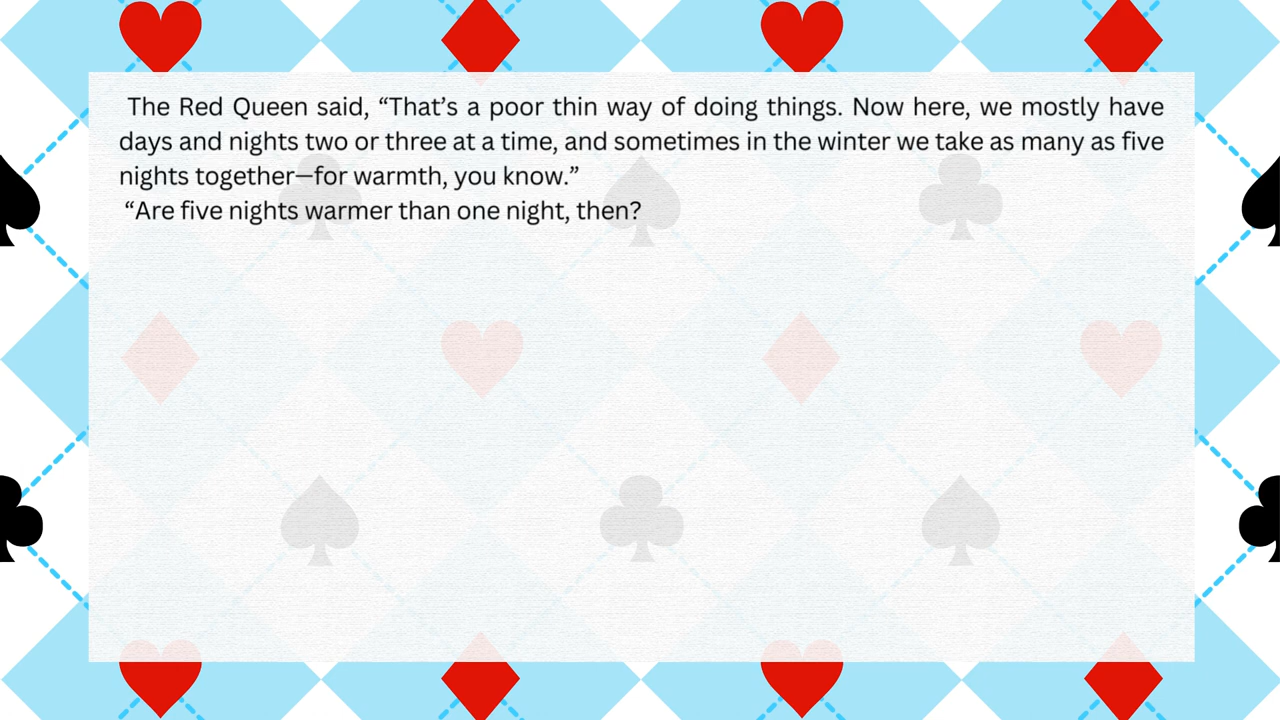 The Red Queen said, “That’s a poor thin way of doing things. Now here, we mostly have
days and nights two or three at a time, and sometimes in the winter we take as many as five
nights together—for warmth, you know.”
“Are five nights warmer than one night, then?